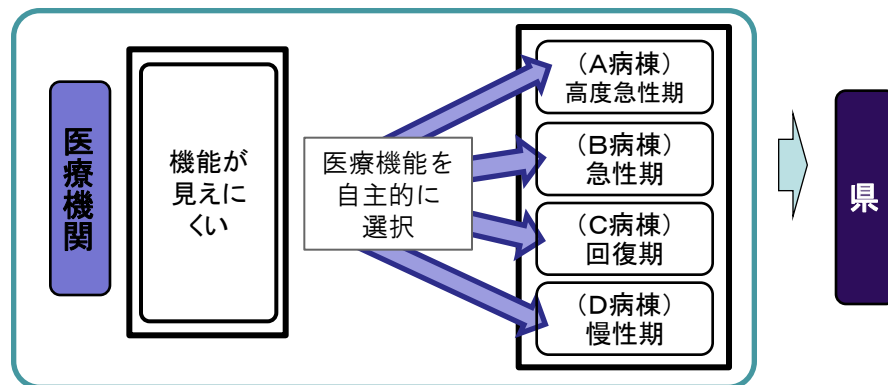 医療機関
機能が
見えに
くい
医療機能を
自主的に
選択
（A病棟）
高度急性期
（B病棟）
急性期
（C病棟）
回復期
（D病棟）
慢性期
県